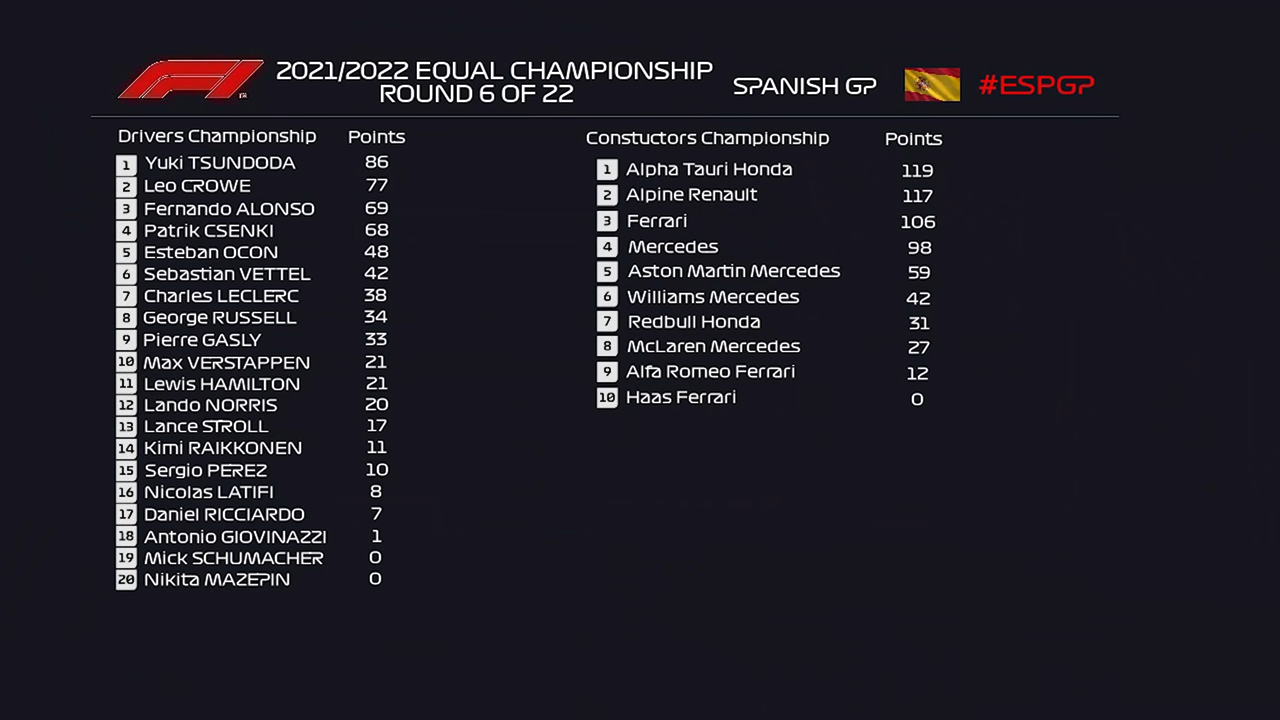 F1 2021/2022 EQUAL CHAMPIONSHIP
ROUND 6 OF 22
SPANISH GP #ESPGP
Drivers Championship Points
1 Yuki TSUNDODA 86
2 Leo CROWE 77
3 Fernando ALONSO 69
4 Patrik CSENKI 68
5 Esteban OCON 48
6 Sebastian VETTEL 42
7 Charles LECLERC 38
8 George RUSSELL 34
9 Pierre GASLY 33
10 Max VERSTAPPEN 21
11 Lewis HAMILTON 21
12 Lando NORRIS 20
13 Lance STROLL 17
14 Kimi RAIKKONEN 11
15 Sergio PEREZ 10
16 Nicolas LATIFI 8
17 Daniel RICCIARDO 7
18 Antonio GIOVINAZZI 1
19 Mick SCHUMACHER 0
20 Nikita MAZEPIN 0
Constuctors Championship Points
1 Alpha Tauri Honda 119
2 Alpine Renault 117
3 Ferrari 106
4 Mercedes 98
5 Aston Martin Mercedes 59
6 Williams Mercedes 42
7 Redbull Honda 31
8 McLaren Mercedes 27
9 Alfa Romeo Ferrari 12
10 Haas Ferrari 0